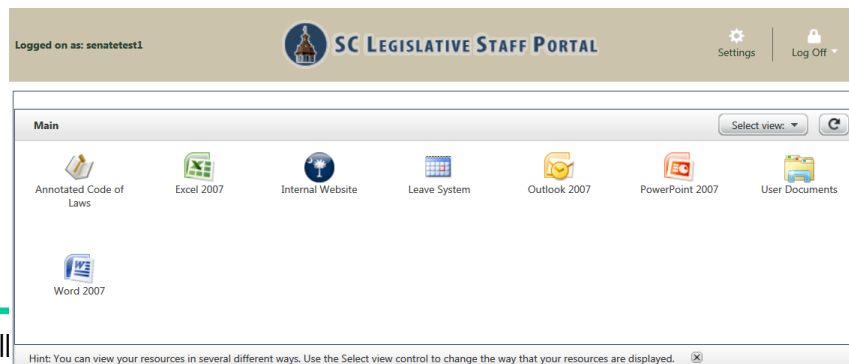 Logged on as: senatetest1
SC LEGISLATIVE STAFF PORTAL
Settings
Log Off
Main
Select view:
Annotated Code of
Laws
Excel 2007
Internal Website
Leave System
Outlook 2007
PowerPoint 2007
User Documents
Word 2007
ll
Hint: You can view your resources in several different ways. Use the Select view control to change the way that your resources are displayed.